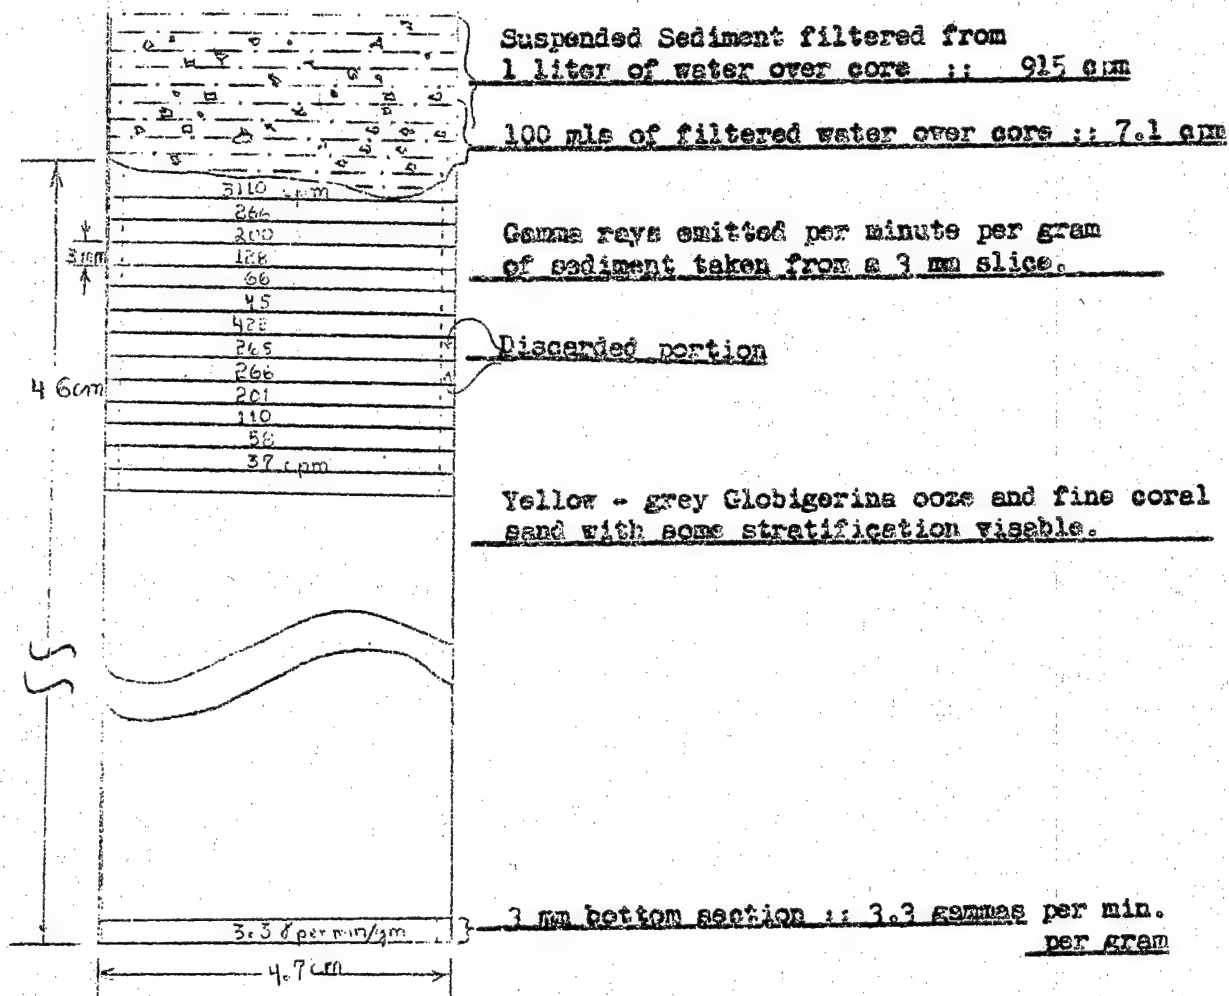 Suspended Sediment filtered from
1 liter of water over core :: 915 cpm
100 mls of filtered water over core :: 7.1 cpm
3110 cpm
266
200
3mm
128
66
45
428
265
266
201
110
58
37 cpm
Gamma rays emitted per minute per gram
of sediment taken from a 3 mm slice.
Discarded portion
46cm
Yellow - grey Globigerina ooze and fine coral
sand with some stratification visable.
3 mm bottom section :: 3.3 gammas per min.
per gram
3.3 γ per min/gm
4.7 cm